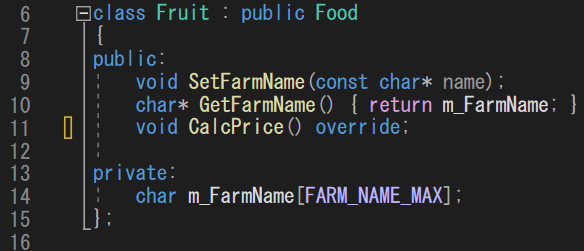 6 class Fruit : public Food
7 {
8 public:
9 void SetFarmName(const char* name);
10 char* GetFarmName() { return m_FarmName; }
11 void CalcPrice() override;
12
13 private:
14 char m_FarmName[FARM_NAME_MAX];
15 };
16